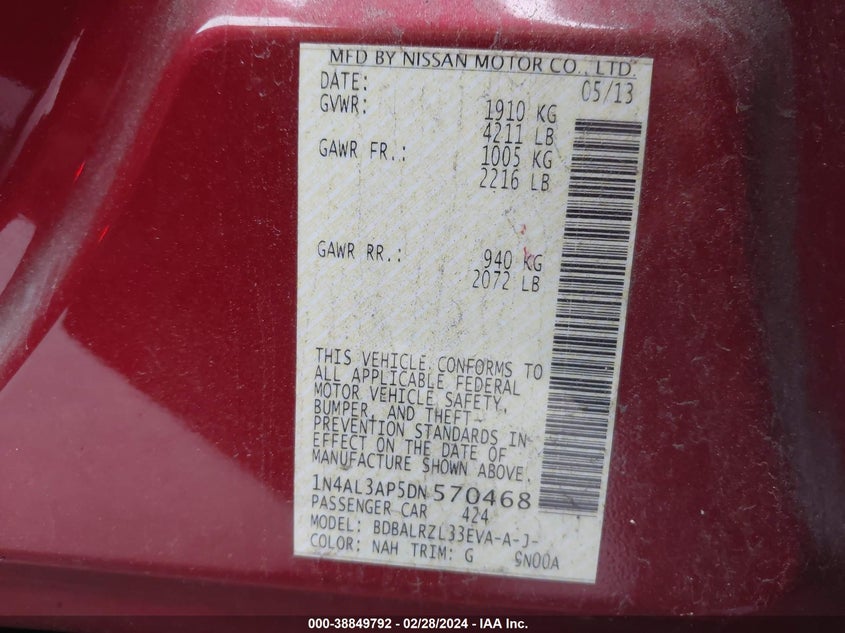 MFD BY NISSAN MOTOR CO., LTD.
DATE: 05/13
GVWR: 1910 KG
4211 LB
GAWR FR.: 1005 KG
2216 LB
GAWR RR.: 940 KG
2072 LB
THIS VEHICLE CONFORMS TO
ALL APPLICABLE FEDERAL
MOTOR VEHICLE SAFETY,
BUMPER, AND THEFT
PREVENTION STANDARDS IN
EFFECT ON THE DATE OF
MANUFACTURE SHOWN ABOVE.
1N4AL3AP5DN570468
PASSENGER CAR 424
MODEL: BDBALRZL33EVA-A-J-
COLOR: NAH TRIM: G 9N00A
000-38849792 / 02/28/2024 - IAA Inc.